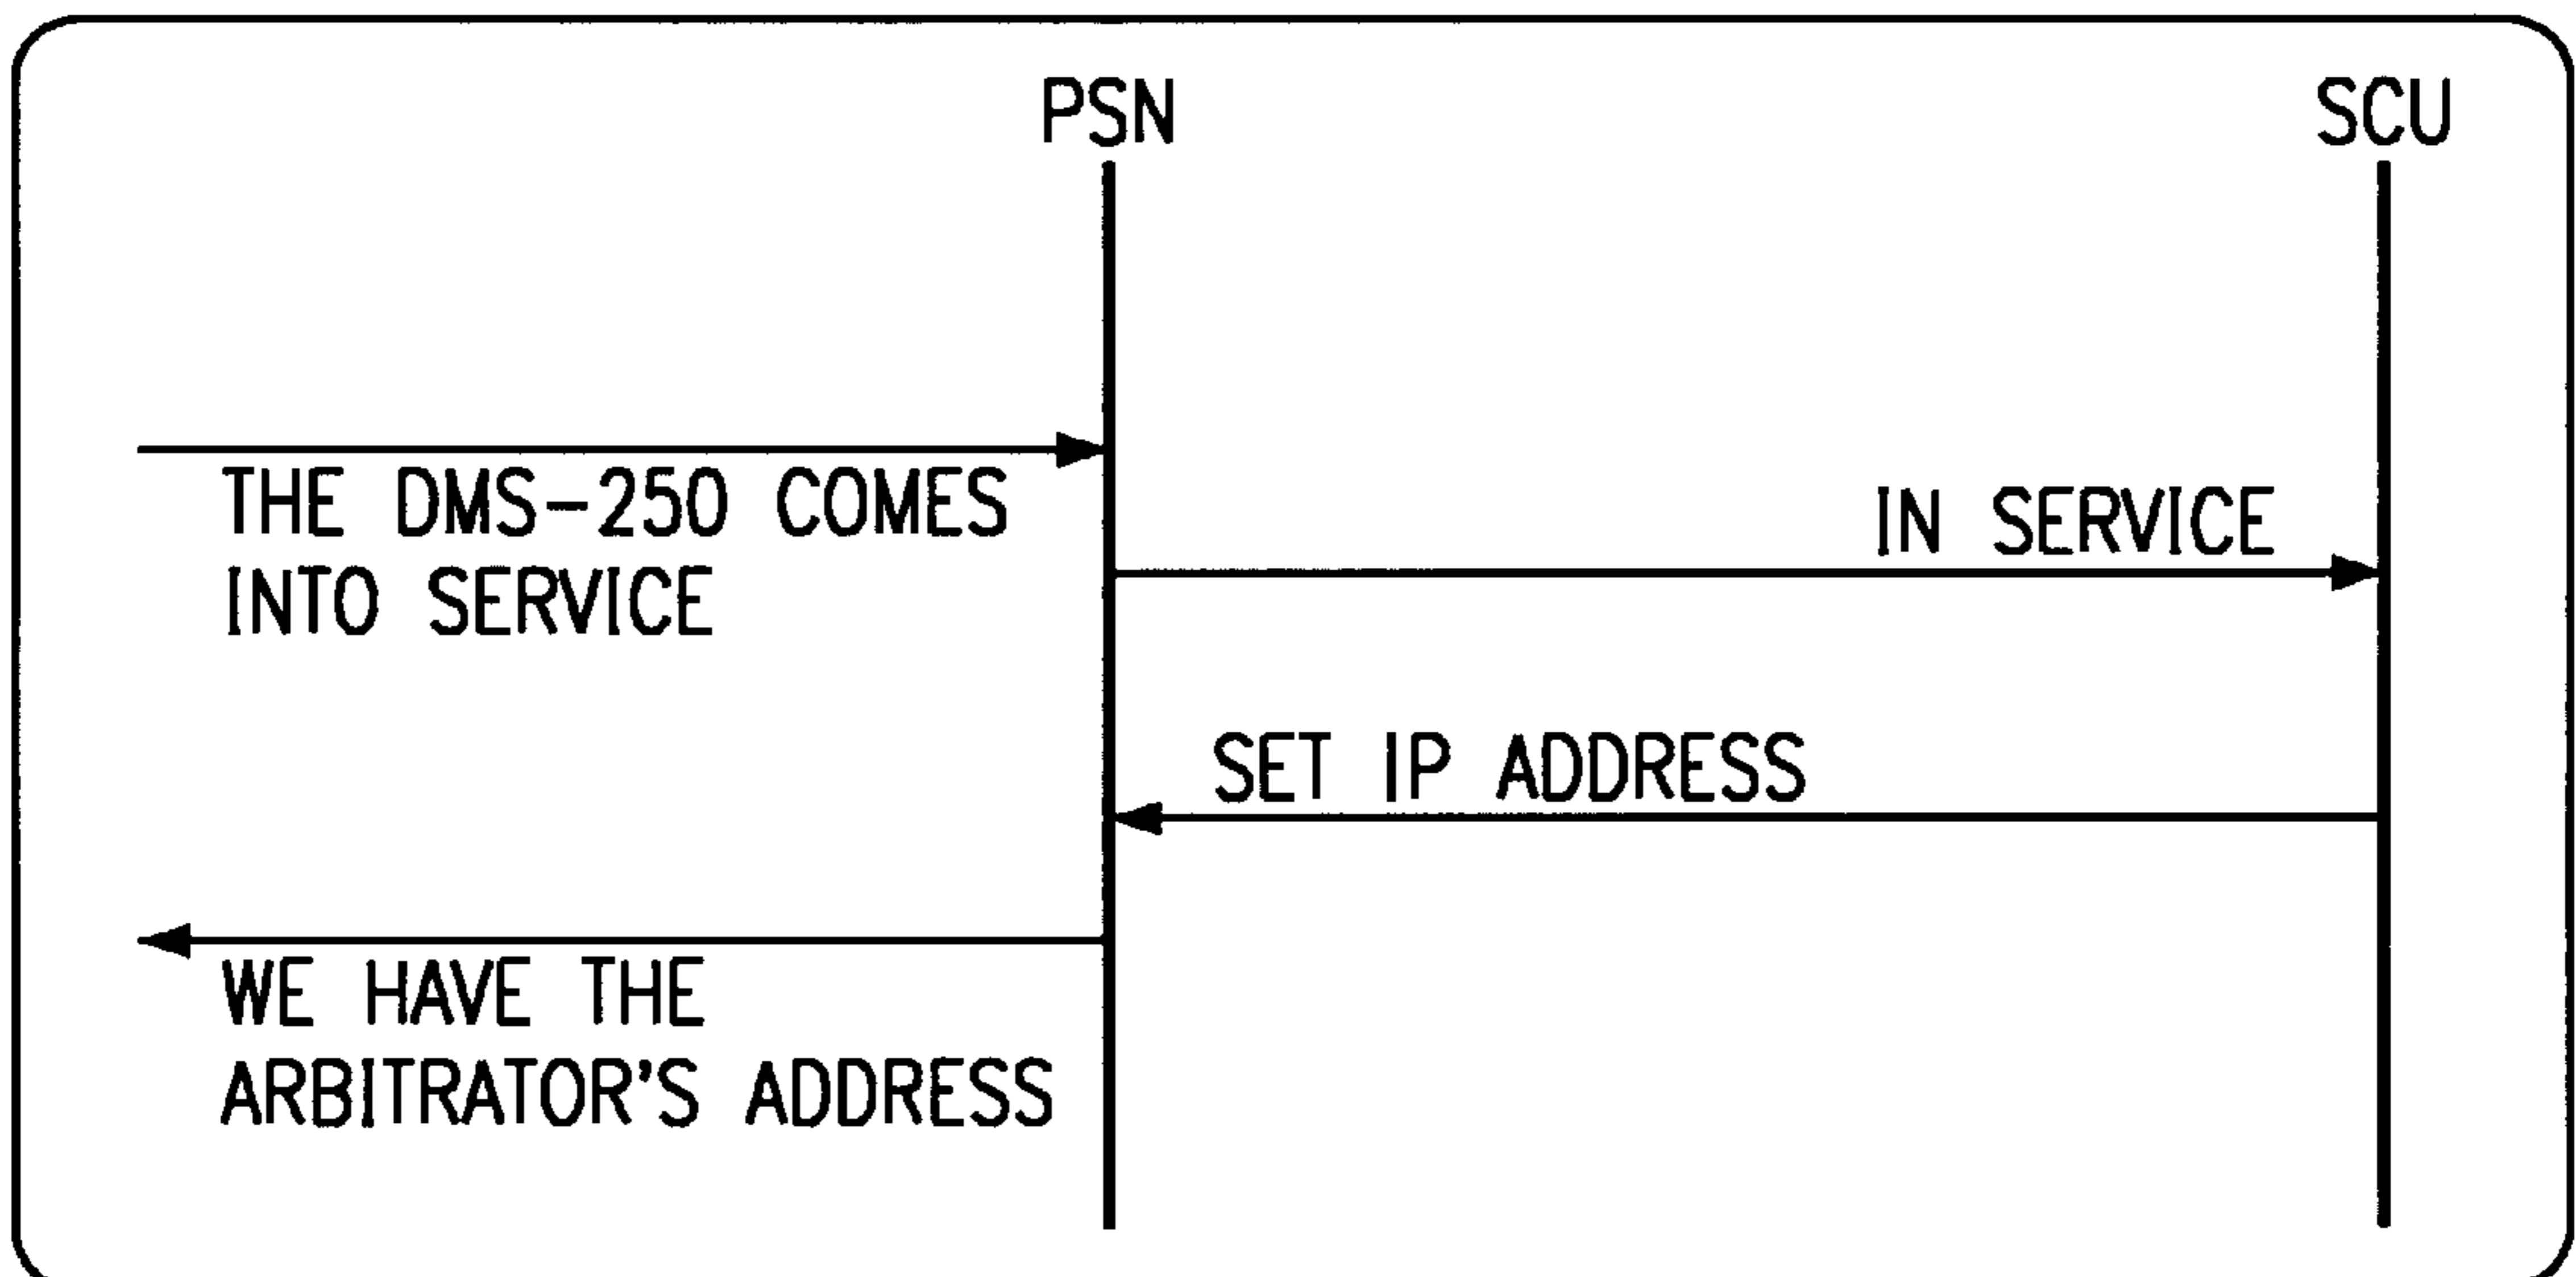 PSN
SCU
THE DMS-250 COMES
INTO SERVICE
IN SERVICE
SET IP ADDRESS
WE HAVE THE
ARBITRATOR'S ADDRESS